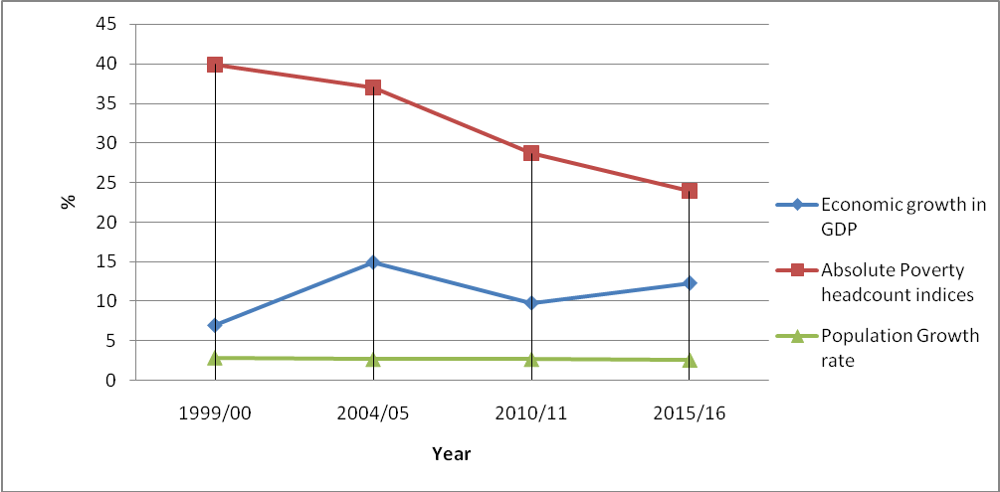 45
40
35
30
25
20
15
10
5
0
%
1999/00 2004/05 2010/11 2015/16
Year
Economic growth in
GDP
Absolute Poverty
headcount indices
Population Growth
rate